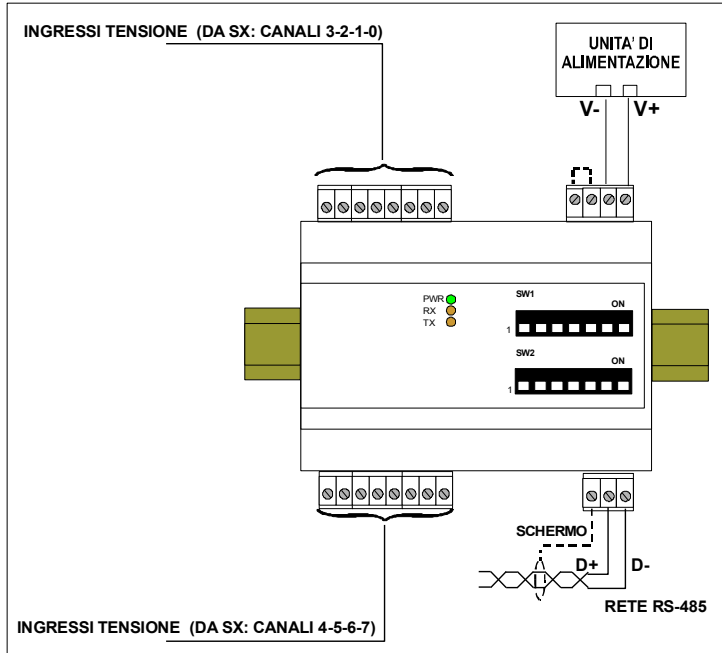 INGRESSI TENSIONE (DA SX: CANALI 3-2-1-0)
UNITA' DI
ALIMENTAZIONE
V- V+
PWR
RX
TX
SW1
ON
1
SW2
ON
1
SCHERMO
D+ D-
RETE RS-485
INGRESSI TENSIONE (DA SX: CANALI 4-5-6-7)